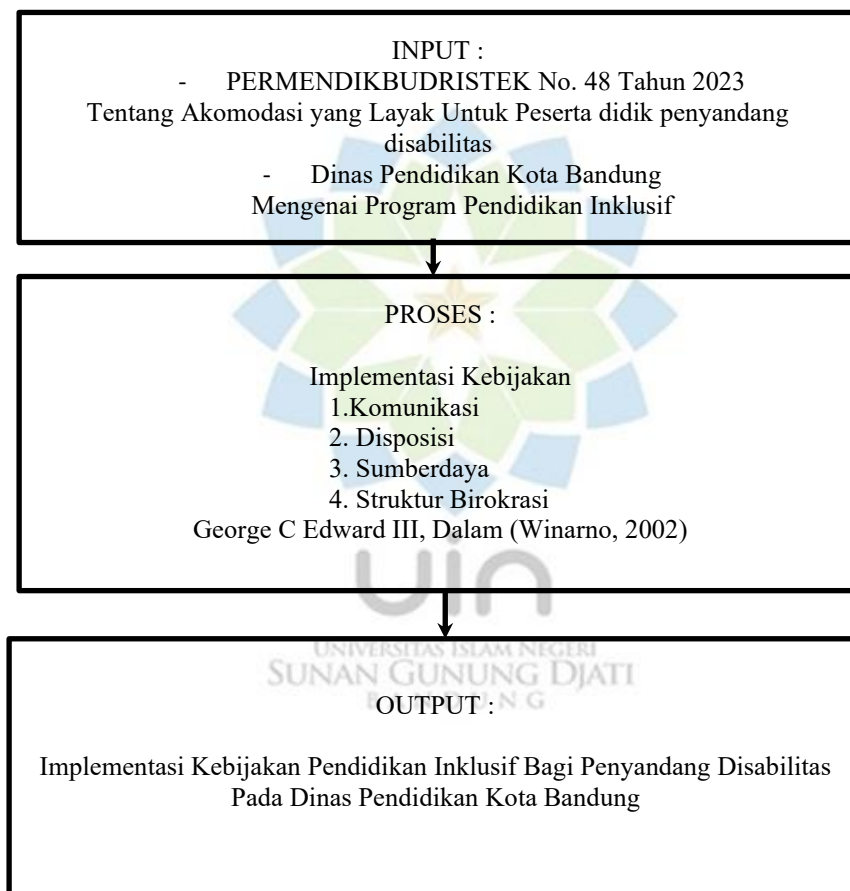 INPUT :
- PERMENDIKBUDRISTEK No. 48 Tahun 2023
Tentang Akomodasi yang Layak Untuk Peserta didik penyandang
disabilitas
- Dinas Pendidikan Kota Bandung
Mengenai Program Pendidikan Inklusif
PROSES :
Implementasi Kebijakan
1.Komunikasi
2. Disposisi
3. Sumberdaya
4. Struktur Birokrasi
George C Edward III, Dalam (Winarno, 2002)
uin
UNIVERSITAS ISLAM NEGERI
SUNAN GUNUNG DJATI
BANDUNG
OUTPUT :
Implementasi Kebijakan Pendidikan Inklusif Bagi Penyandang Disabilitas
Pada Dinas Pendidikan Kota Bandung